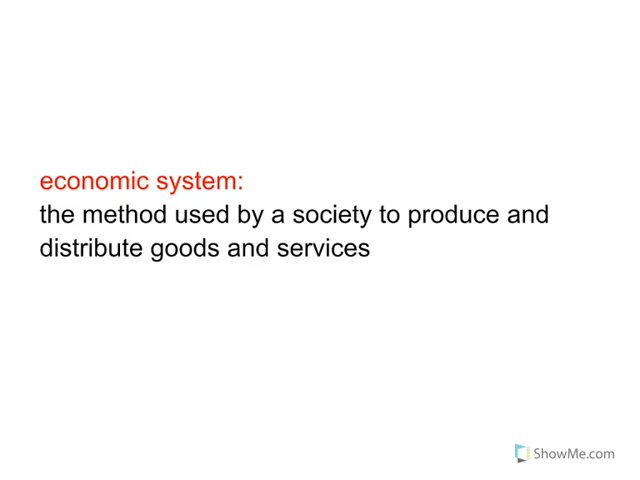 economic system:
the method used by a society to produce and
distribute goods and services
ShowMe.com